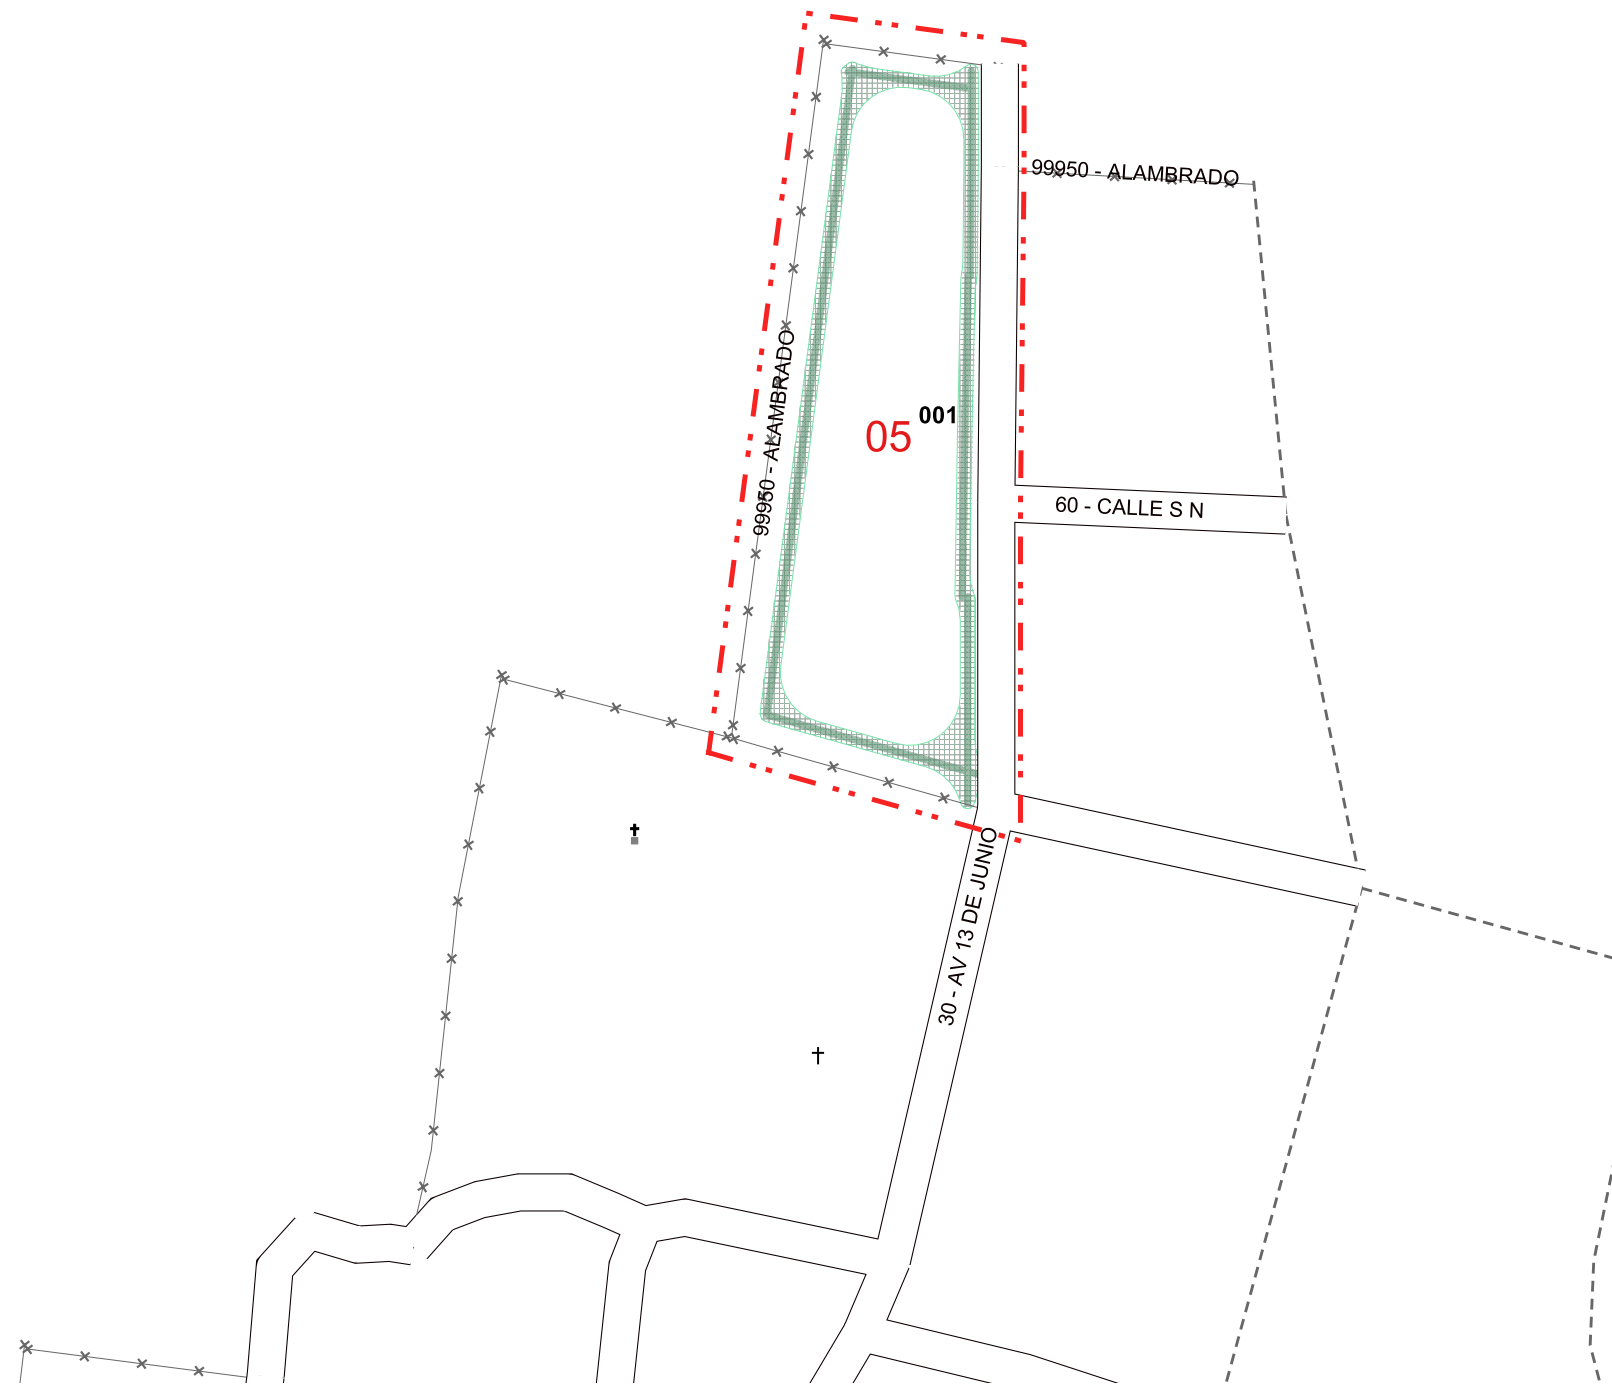 99950 - ALAMBRADO
99950 - ALAMBRADO
001
05
60 - CALLE S N
30 - AV 13 DE JUNIO